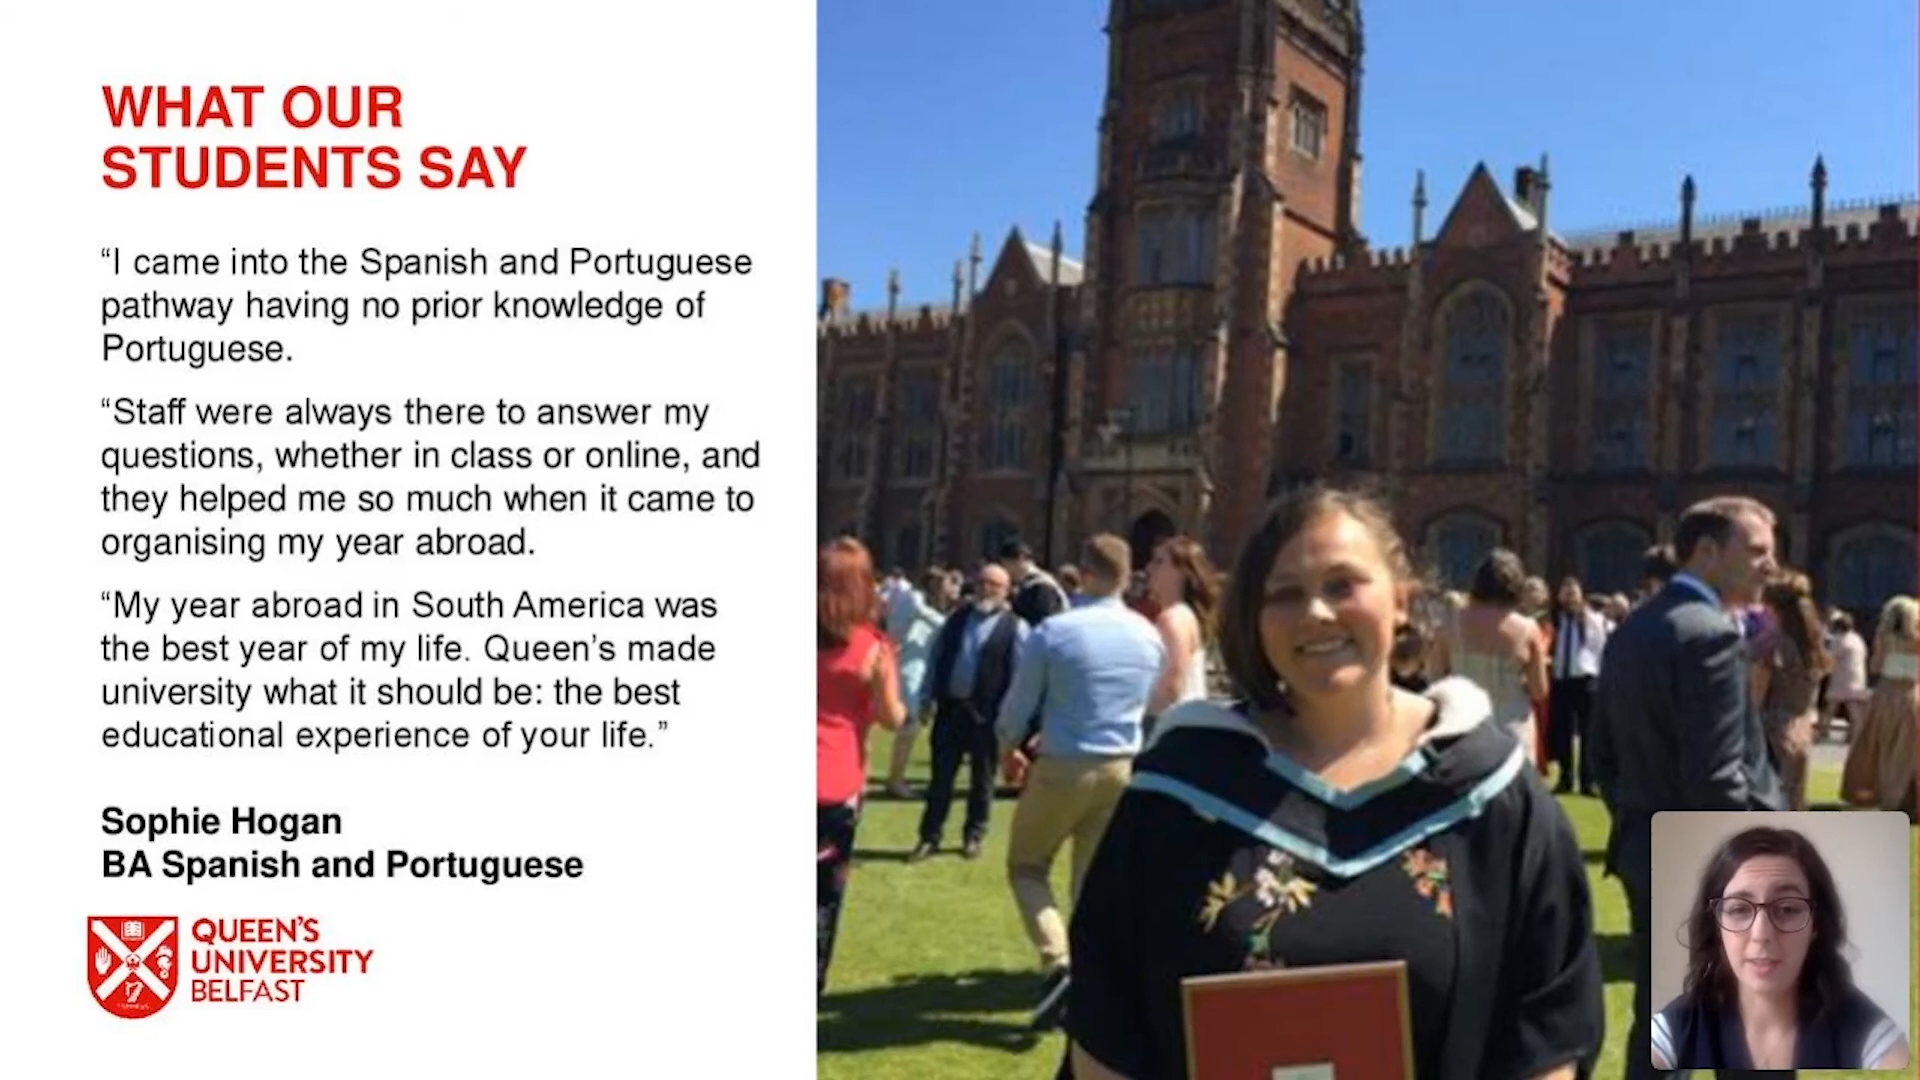 WHAT OUR
STUDENTS SAY
“I came into the Spanish and Portuguese
pathway having no prior knowledge of
Portuguese.
“Staff were always there to answer my
questions, whether in class or online, and
they helped me so much when it came to
organising my year abroad.
“My year abroad in South America was
the best year of my life. Queen’s made
university what it should be: the best
educational experience of your life.”
Sophie Hogan
BA Spanish and Portuguese
QUEEN’S
UNIVERSITY
BELFAST